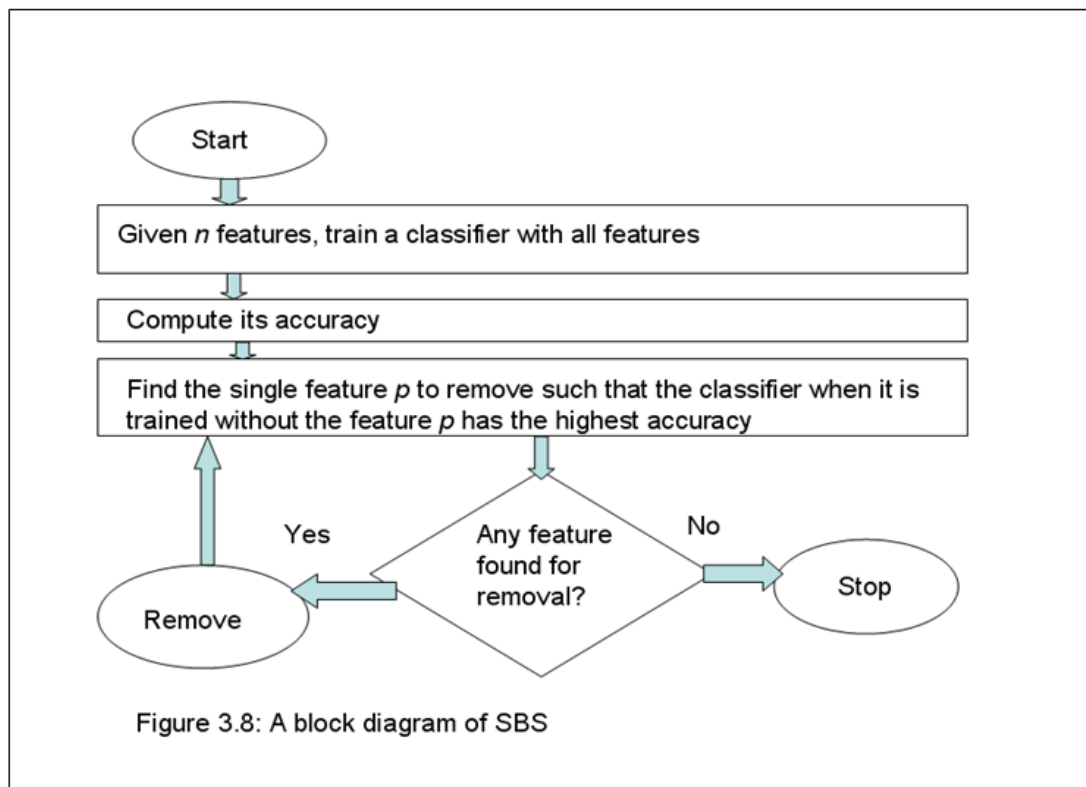 Start
Given n features, train a classifier with all features
Compute its accuracy
Find the single feature p to remove such that the classifier when it is
trained without the feature p has the highest accuracy
Yes
Any feature
found for
removal?
No
Remove
Stop
Figure 3.8: A block diagram of SBS